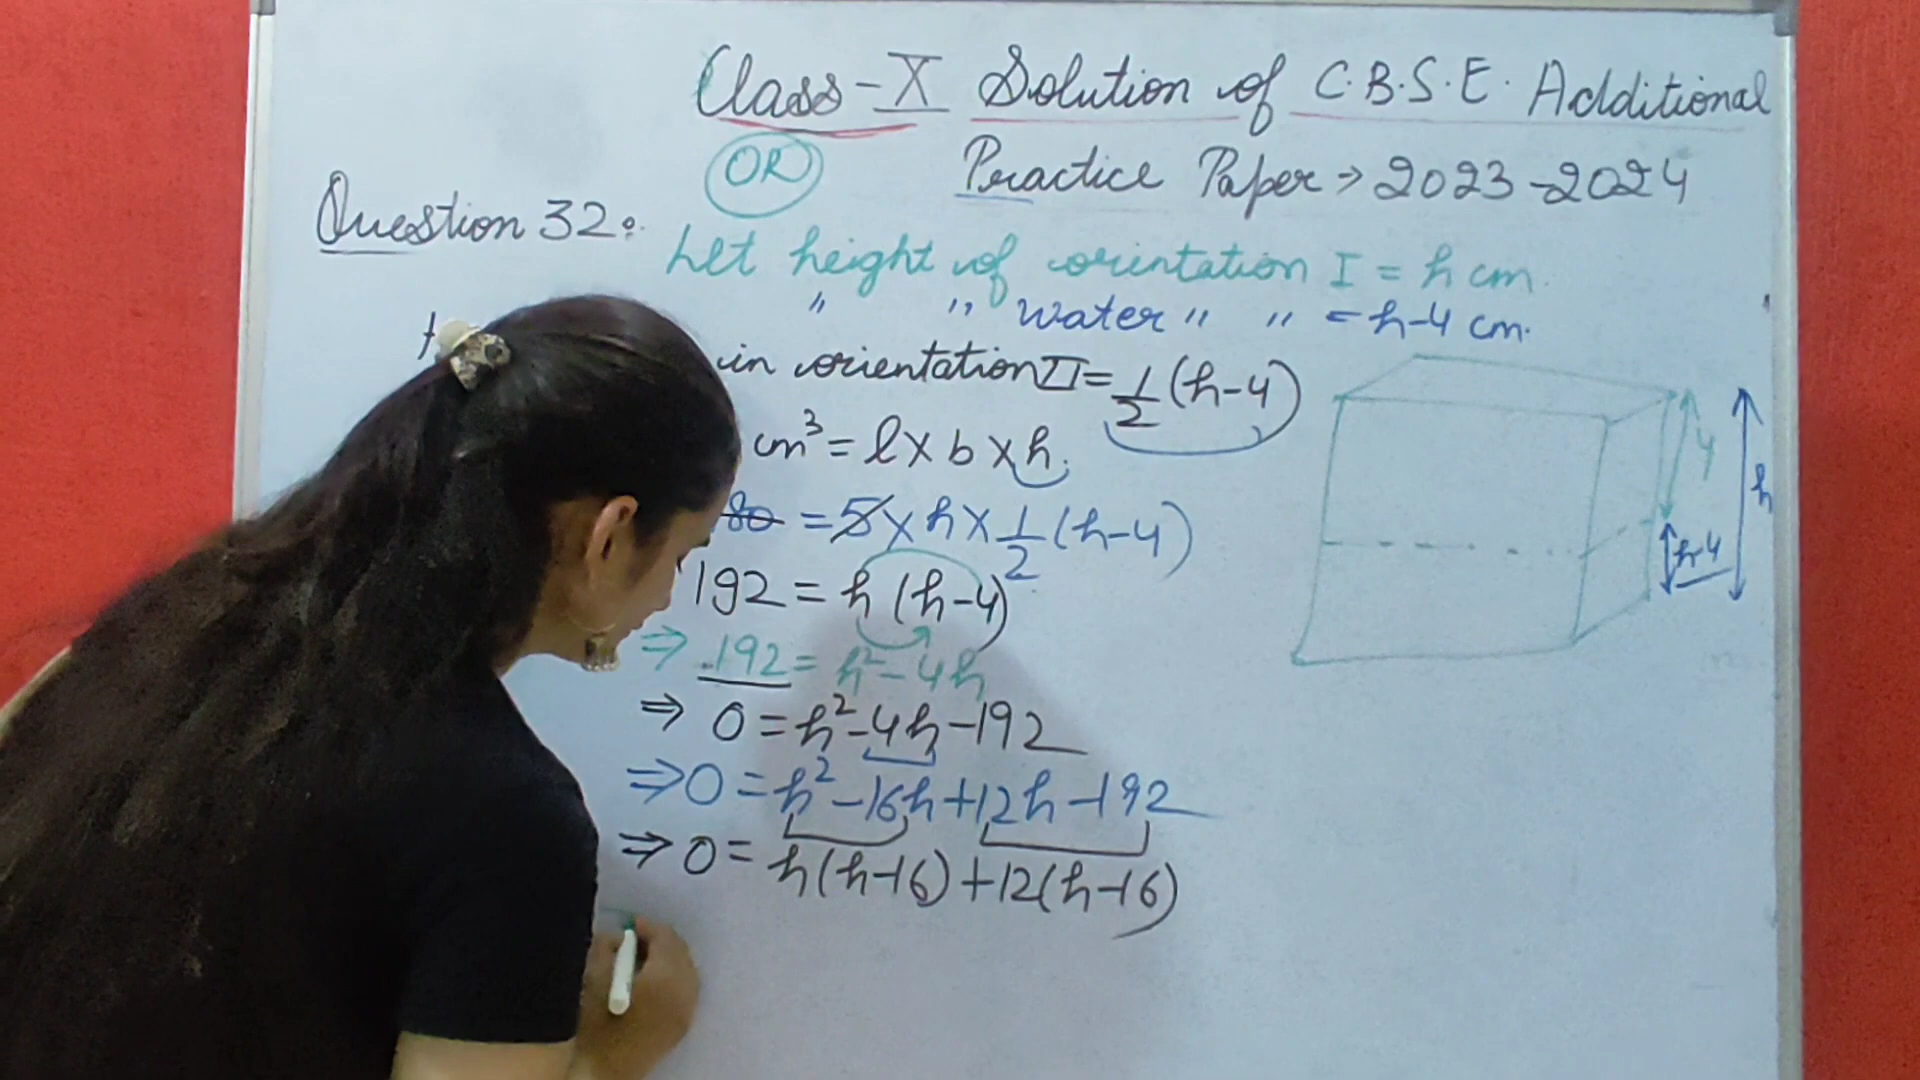 Class-X Solution of C.B.S.E. Additional
OR Practice Paper → 2023-2024
Question 32:
Let height of orientation I = h cm.
" " water " " = h-4 cm.
in orientation II = 1/2 (h-4)
cm³ = l × b × h.
80 = 5 × h × 1/2 (h-4)
192 = h (h-4)
⇒ 192 = h² - 4h
⇒ 0 = h² - 4h - 192
⇒ 0 = h² - 16h + 12h - 192
⇒ 0 = h(h-16) + 12(h-16)
4
h
h-4